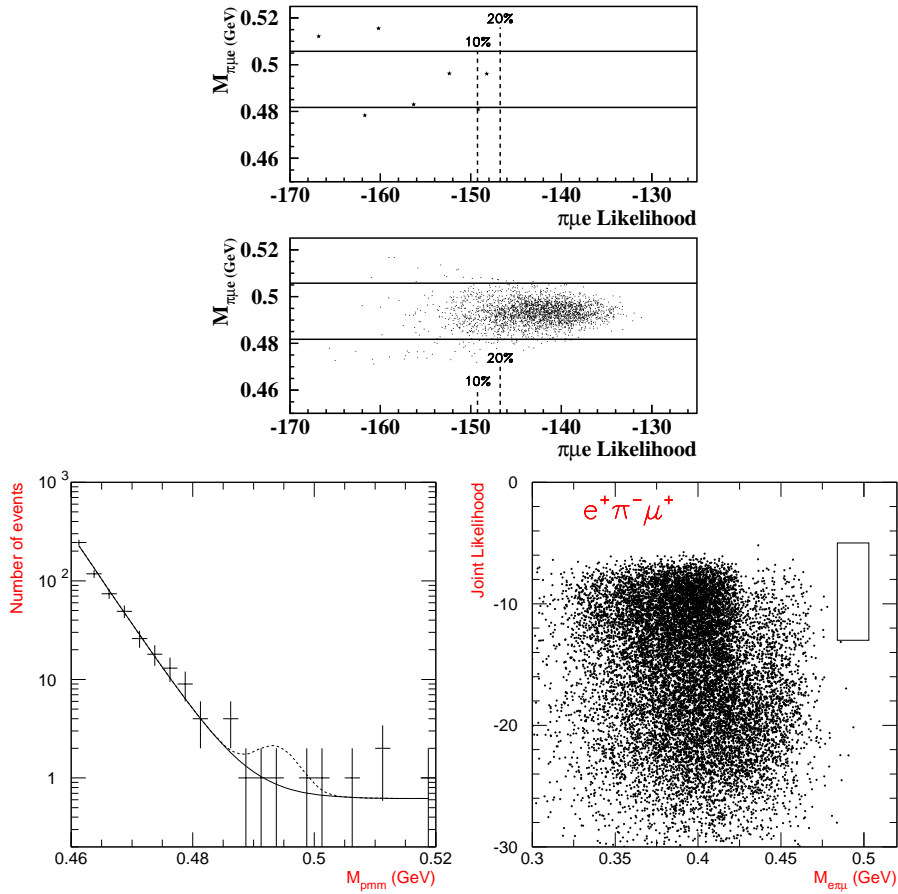 M_πμe (GeV)
0.52
0.5
0.48
0.46
20%
10%
-170 -160 -150 -140 -130
πμe Likelihood
M_πμe (GeV)
0.52
0.5
0.48
0.46
20%
10%
-170 -160 -150 -140 -130
πμe Likelihood
Number of events
10^3
10^2
10
1
0.46 0.48 0.5 0.52
M_pmm (GeV)
Joint Likelihood
0
-10
-20
-30
e^+ π^- μ^+
0.3 0.35 0.4 0.45 0.5
M_eπμ (GeV)